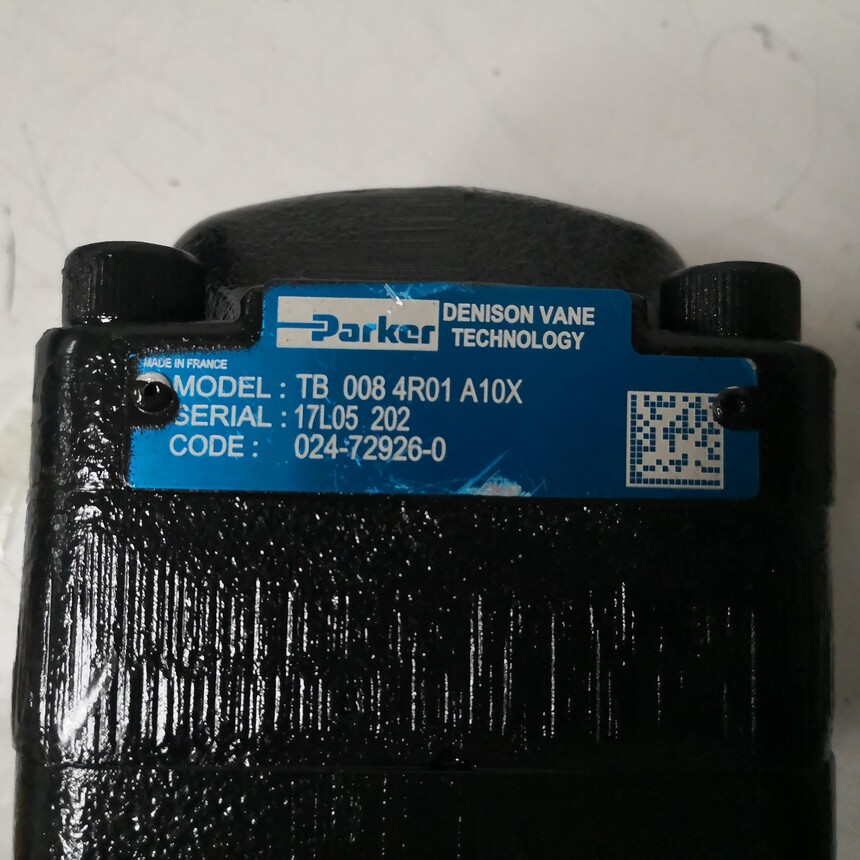 Parker
DENISON VANE
TECHNOLOGY
MADE IN FRANCE
MODEL : TB 008 4R01 A10X
SERIAL : 17L05 202
CODE : 024-72926-0